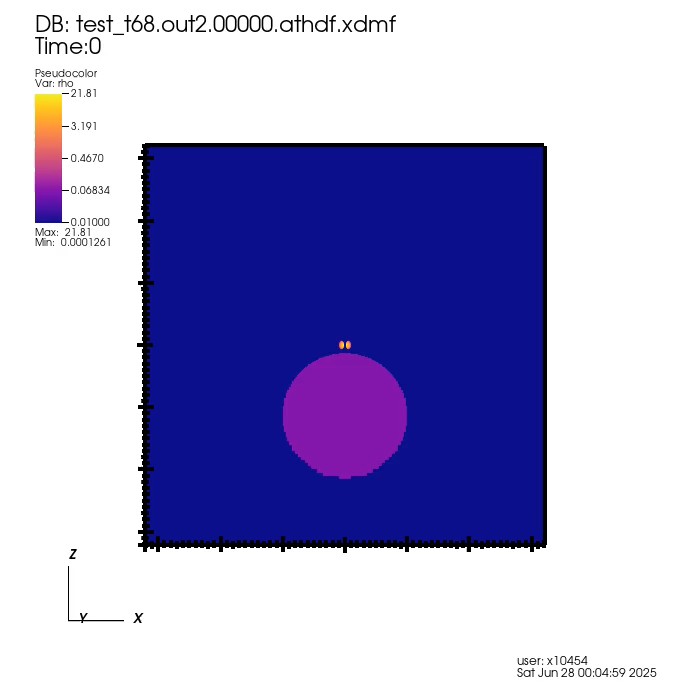 DB: test_t68.out2.00000.athdf.xdmf
Time:0
Pseudocolor
Var: rho
21.81
3.191
0.4670
0.06834
0.01000
Max: 21.81
Min: 0.0001261
Z
Y
X
user: x10454
Sat Jun 28 00:04:59 2025